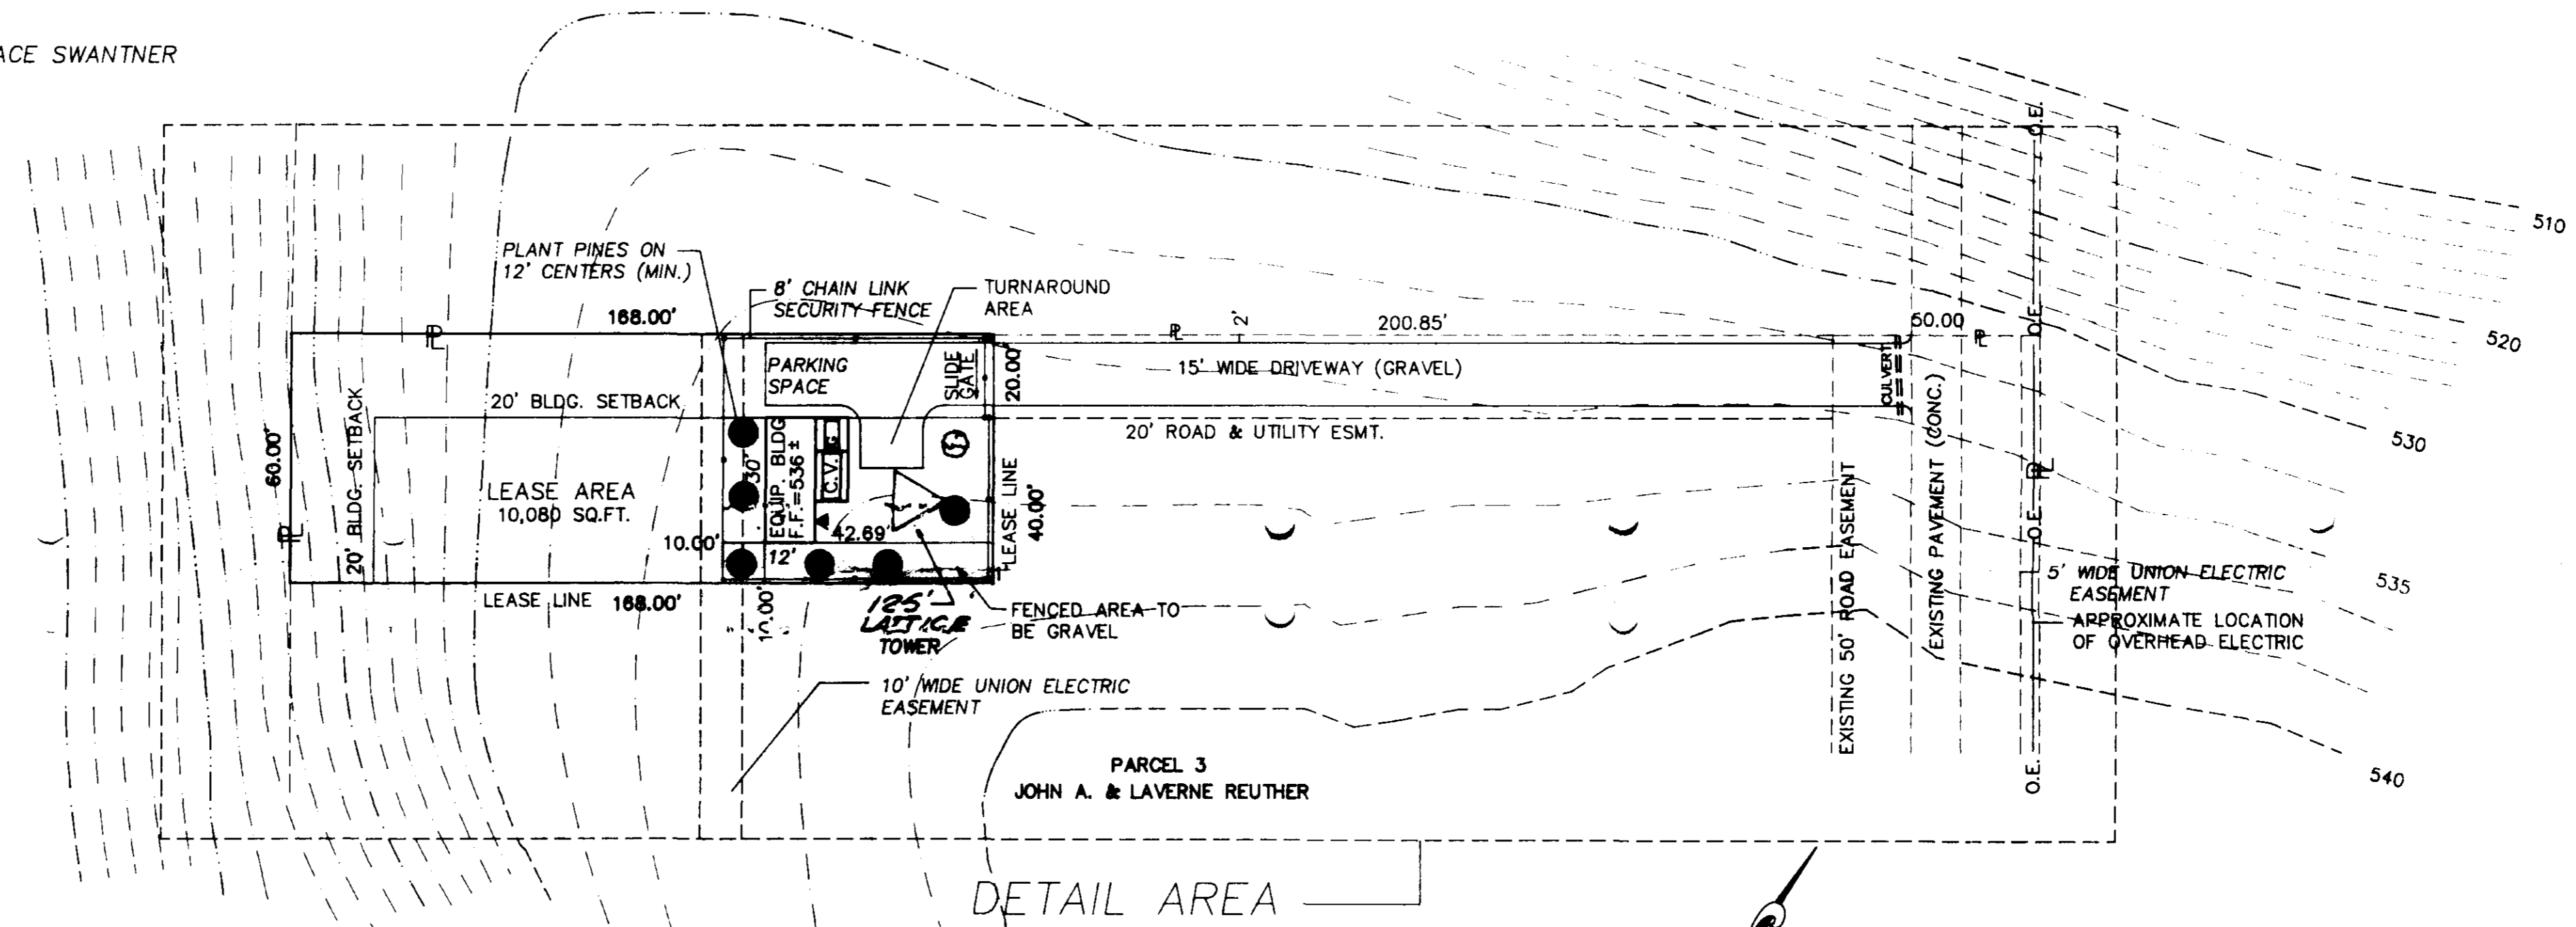 ACE SWANTNER
PLANT PINES ON
12' CENTERS (MIN.)
8' CHAIN LINK
SECURITY FENCE
TURNAROUND
AREA
168.00'
2'
200.85'
50.00
510
520
530
535
540
PARKING
SPACE
SLIDE
GATE
20.00'
15' WIDE DRIVEWAY (GRAVEL)
CULVERT
20' BLDG. SETBACK
20' ROAD & UTILITY ESMT.
60.00'
20' BLDG. SETBACK
LEASE AREA
10,080 SQ.FT.
30'
EQUIP. BLDG
F.F.=536±
C.V.
G
42.69'
10.00'
12'
LEASE LINE
40.00'
LEASE LINE
168.00'
10.00'
125'
LATTICE
TOWER
FENCED AREA TO
BE GRAVEL
10' WIDE UNION ELECTRIC
EASEMENT
EXISTING 50' ROAD EASEMENT
EXISTING PAVEMENT (CONC.)
O.E.
O.E.
O.E.
O.E.
5' WIDE UNION ELECTRIC
EASEMENT
APPROXIMATE LOCATION
OF OVERHEAD ELECTRIC
PARCEL 3
JOHN A. & LAVERNE REUTHER
DETAIL AREA